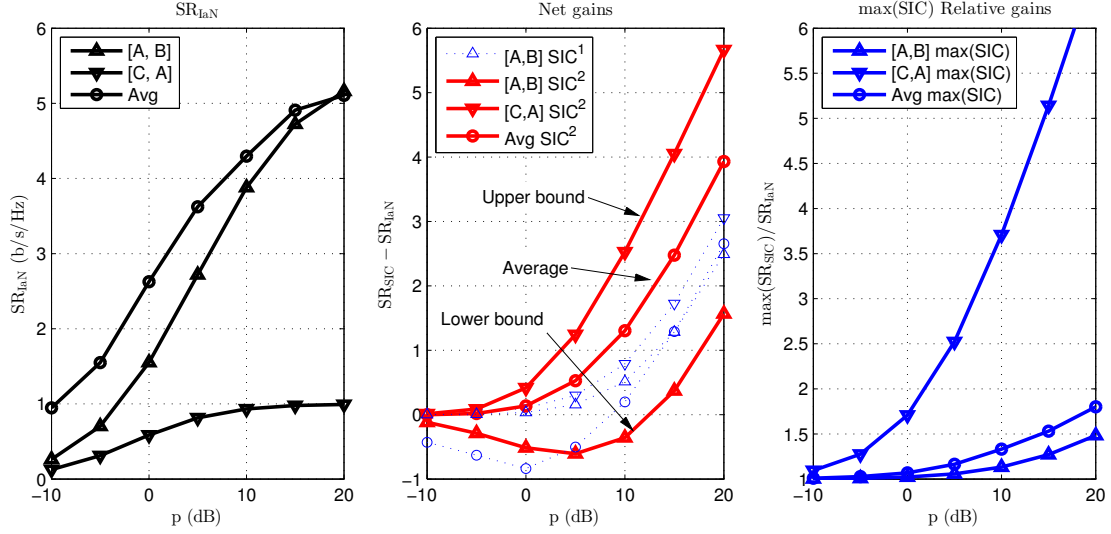 SR_IaN
[A, B]
[C, A]
Avg
SR_IaN (b/s/Hz)
6
5
4
3
2
1
0
−10
0
10
20
p (dB)
Net gains
[A,B] SIC^1
[A,B] SIC^2
[C,A] SIC^2
Avg SIC^2
Upper bound
Average
Lower bound
SR_SIC − SR_IaN
6
5
4
3
2
1
0
−1
−10
0
10
20
p (dB)
max(SIC) Relative gains
[A,B] max(SIC)
[C,A] max(SIC)
Avg max(SIC)
max(SR_SIC)/SR_IaN
6
5.5
5
4.5
4
3.5
3
2.5
2
1.5
1
−10
0
10
20
p (dB)